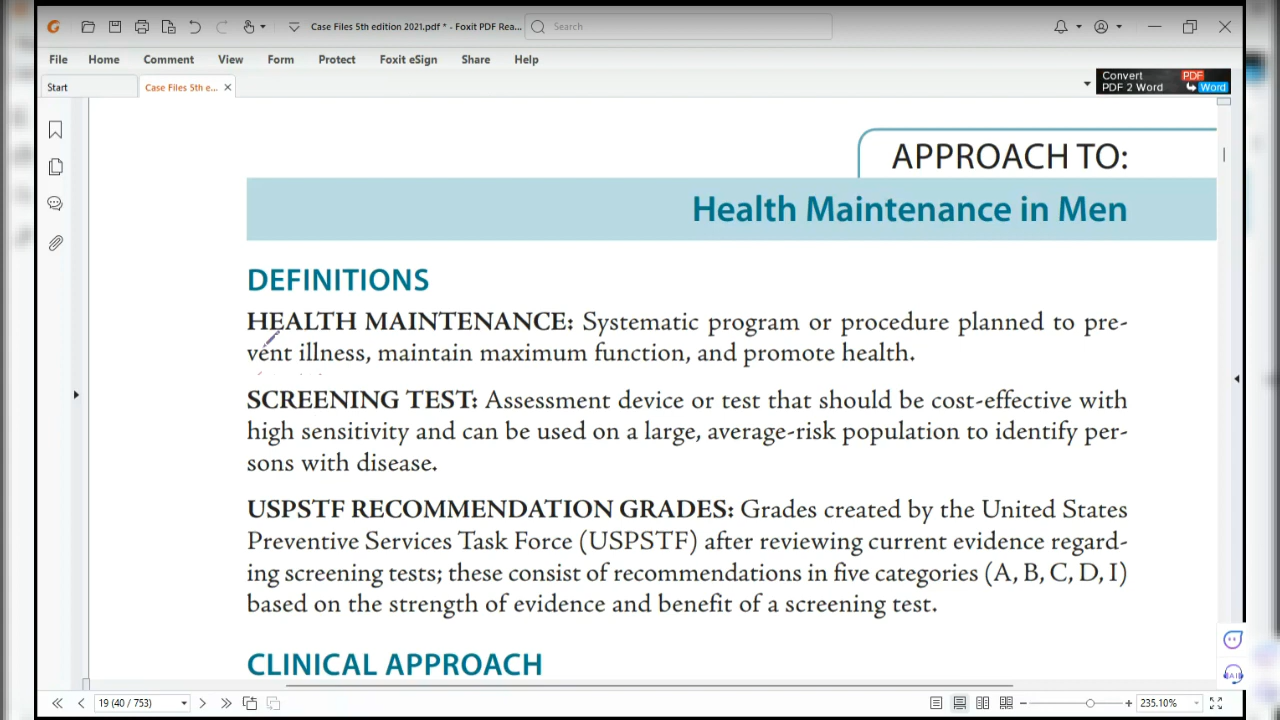 Case Files 5th edition 2021.pdf * - Foxit PDF Rea...
Search
File Home Comment View Form Protect Foxit eSign Share Help
Start
Case Files 5th e...
Convert PDF
PDF 2 Word Word
APPROACH TO:
Health Maintenance in Men
DEFINITIONS
HEALTH MAINTENANCE: Systematic program or procedure planned to pre-
vent illness, maintain maximum function, and promote health.
SCREENING TEST: Assessment device or test that should be cost-effective with
high sensitivity and can be used on a large, average-risk population to identify per-
sons with disease.
USPSTF RECOMMENDATION GRADES: Grades created by the United States
Preventive Services Task Force (USPSTF) after reviewing current evidence regard-
ing screening tests; these consist of recommendations in five categories (A, B, C, D, I)
based on the strength of evidence and benefit of a screening test.
CLINICAL APPROACH
19 (40 / 753)
235.10%